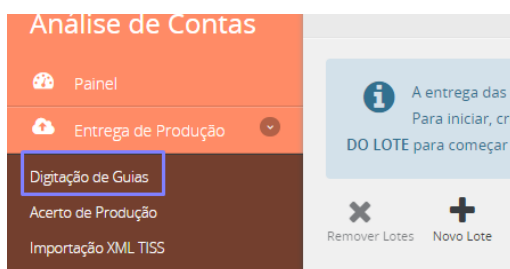 Análise de Contas
Painel
Entrega de Produção
Digitação de Guias
Acerto de Produção
Importação XML TISS
A entrega das
Para iniciar, cr
DO LOTE para começar
Remover Lotes
Novo Lote